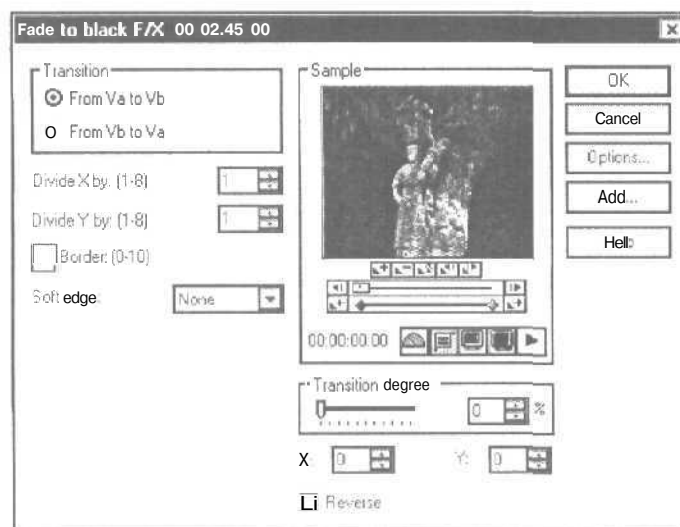 Fade to black F/X 00 02.45 00
Transition
From Va to Vb
O From Vb to Va
Divide X by: (1-8) 1
Divide Y by: (1-8) 1
Border: (0-10)
Soft edge: None
Sample
00:00:00:00
Transition degree
0 %
X: 0 Y: 0
Li Reverse
OK
Cancel
Options...
Add...
Hell: